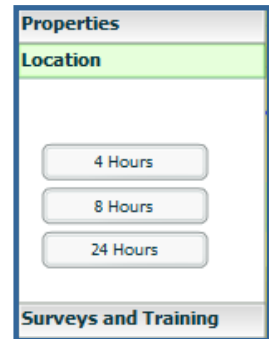 Properties
Location
4 Hours
8 Hours
24 Hours
Surveys and Training